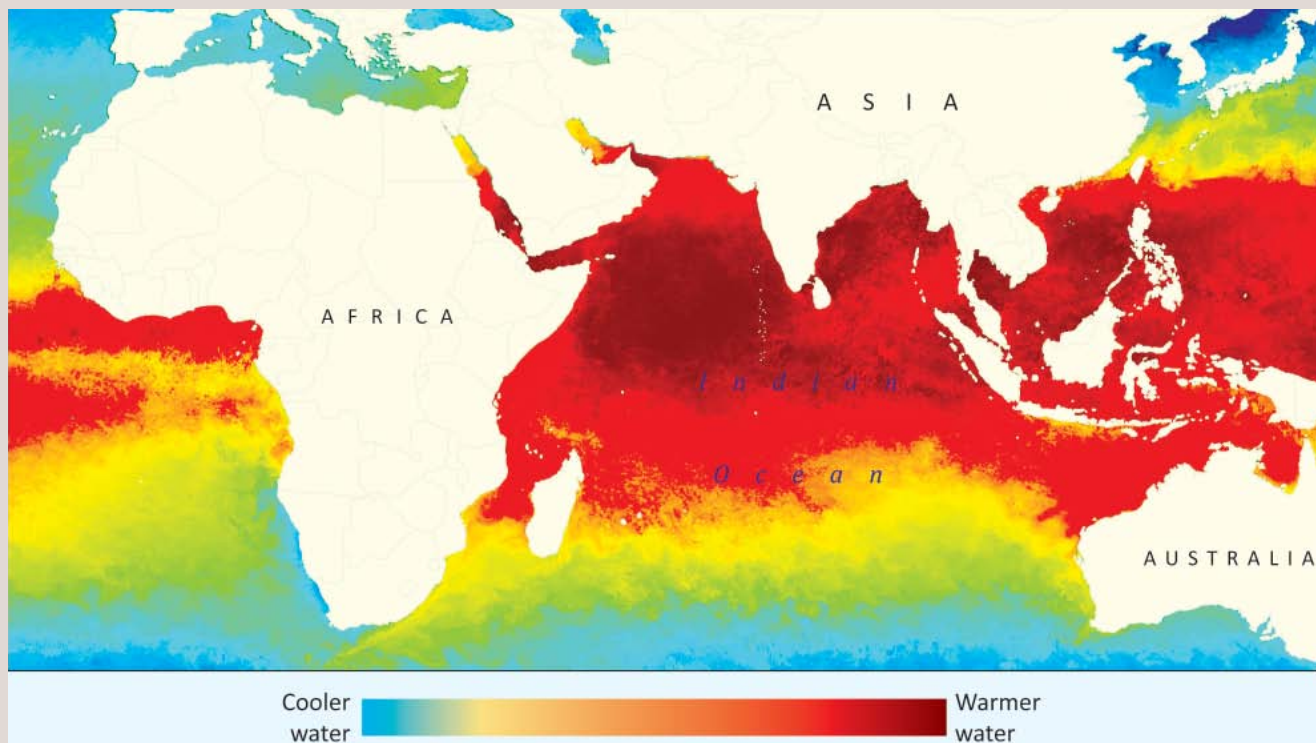 ASIA
AFRICA
Indian
Ocean
AUSTRALIA
Cooler
water
Warmer
water